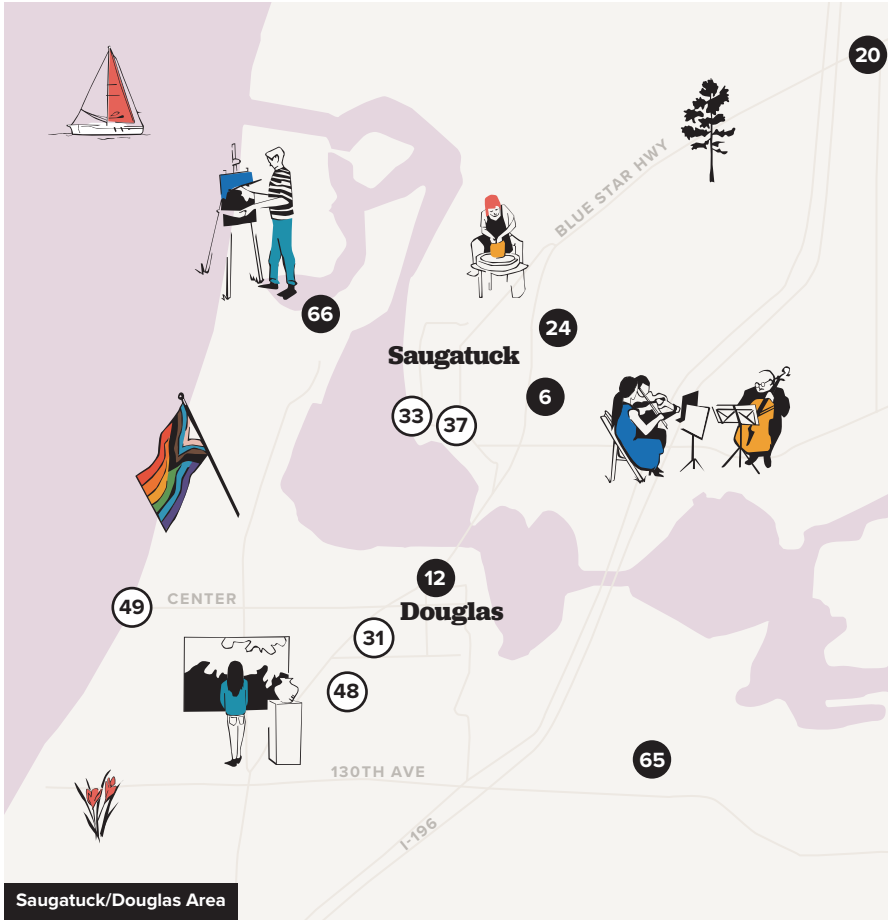 20
BLUE STAR HWY
66
24
Saugatuck
6
33
37
12
49
CENTER
Douglas
31
48
65
130TH AVE
I-196
Saugatuck/Douglas Area